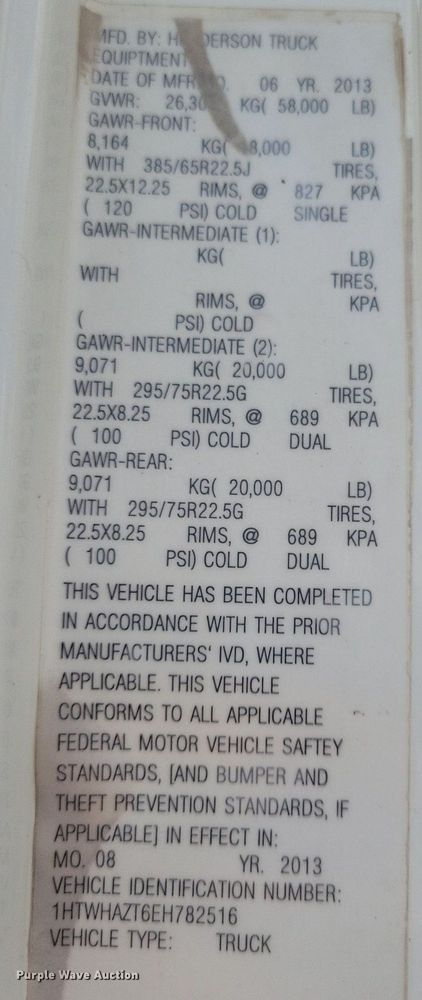 MFD. BY: HENDERSON TRUCK
EQUIPTMENT
DATE OF MFR. MO. 06 YR. 2013
GVWR: 26,30 KG( 58,000 LB)
GAWR-FRONT:
8,164 KG( 18,000 LB)
WITH 385/65R22.5J TIRES,
22.5X12.25 RIMS, @ 827 KPA
( 120 PSI) COLD SINGLE
GAWR-INTERMEDIATE (1):
KG( LB)
WITH TIRES,
RIMS, @ KPA
( PSI) COLD
GAWR-INTERMEDIATE (2):
9,071 KG( 20,000 LB)
WITH 295/75R22.5G TIRES,
22.5X8.25 RIMS, @ 689 KPA
( 100 PSI) COLD DUAL
GAWR-REAR:
9,071 KG( 20,000 LB)
WITH 295/75R22.5G TIRES,
22.5X8.25 RIMS, @ 689 KPA
( 100 PSI) COLD DUAL
THIS VEHICLE HAS BEEN COMPLETED
IN ACCORDANCE WITH THE PRIOR
MANUFACTURERS' IVD, WHERE
APPLICABLE. THIS VEHICLE
CONFORMS TO ALL APPLICABLE
FEDERAL MOTOR VEHICLE SAFTEY
STANDARDS, [AND BUMPER AND
THEFT PREVENTION STANDARDS, IF
APPLICABLE] IN EFFECT IN:
MO. 08 YR. 2013
VEHICLE IDENTIFICATION NUMBER:
1HTWHAZT6EH782516
VEHICLE TYPE: TRUCK
Purple Wave Auction